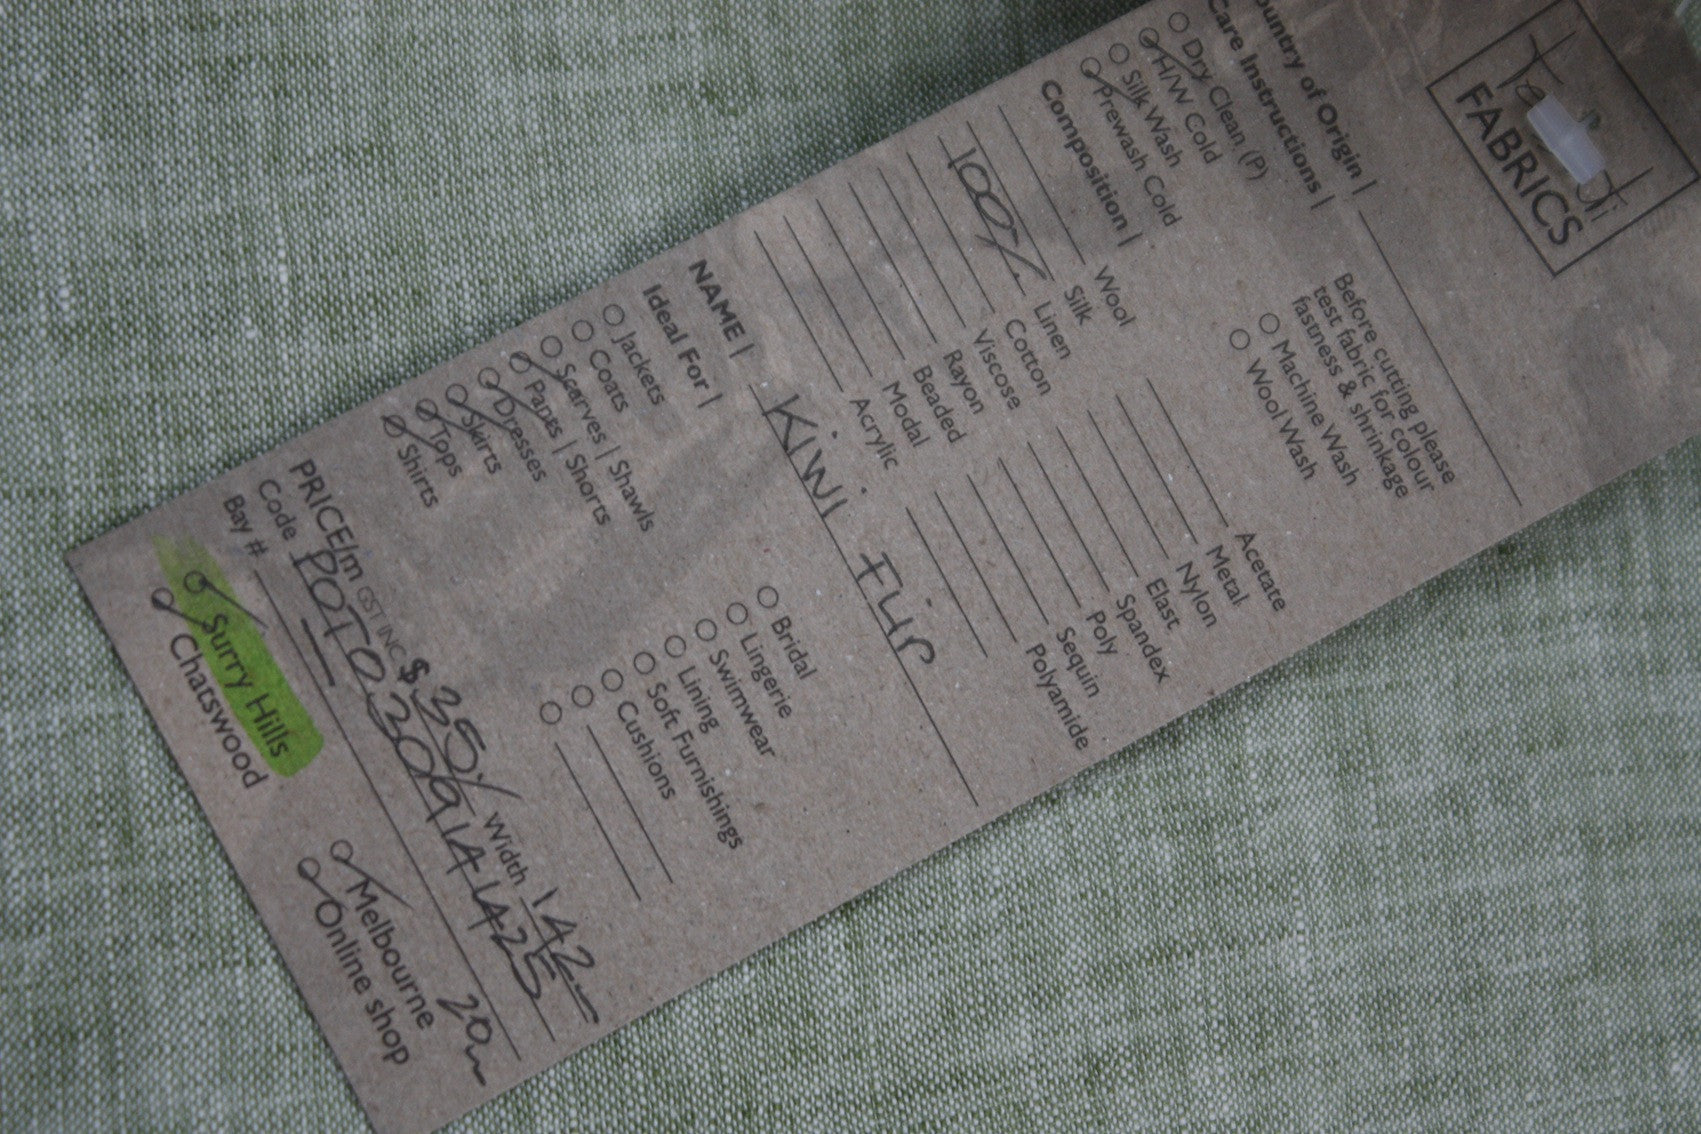 FABRICS
Country of Origin |
Care Instructions |
Dry Clean (P)
H/W Cold
Silk Wash
Prewash Cold
Before cutting please
test fabric for colour
fastness & shrinkage
Machine Wash
Wool Wash
Composition |
Wool
Silk
100% Linen
Cotton
Viscose
Rayon
Beaded
Modal
Acrylic
Acetate
Metal
Nylon
Elast
Spandex
Poly
Sequin
Polyamide
NAME | Kiwi Flip
Ideal For |
Jackets
Coats
Scarves | Shawls
Pants | Shorts
Dresses
Skirts
Tops
Shirts
Bridal
Lingerie
Swimwear
Lining
Soft Furnishings
Cushions
PRICE/m GST INC $35/ Width 142
Code
Bay #
20m
Surry Hills
Chatswood
Melbourne
Online shop